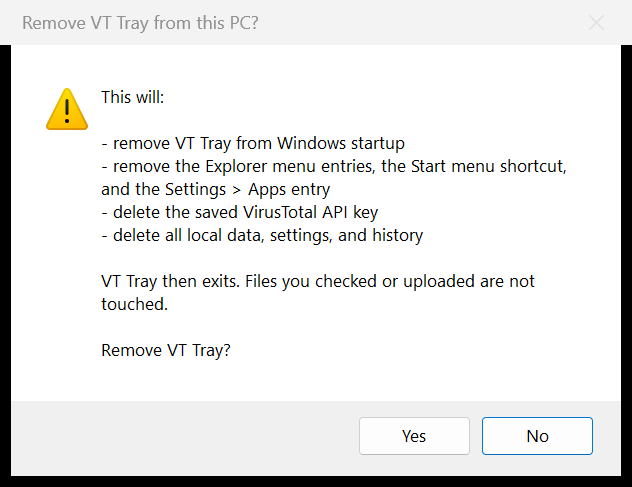 Remove VT Tray from this PC?
This will:
- remove VT Tray from Windows startup
- remove the Explorer menu entries, the Start menu shortcut,
and the Settings > Apps entry
- delete the saved VirusTotal API key
- delete all local data, settings, and history
VT Tray then exits. Files you checked or uploaded are not
touched.
Remove VT Tray?
Yes
No